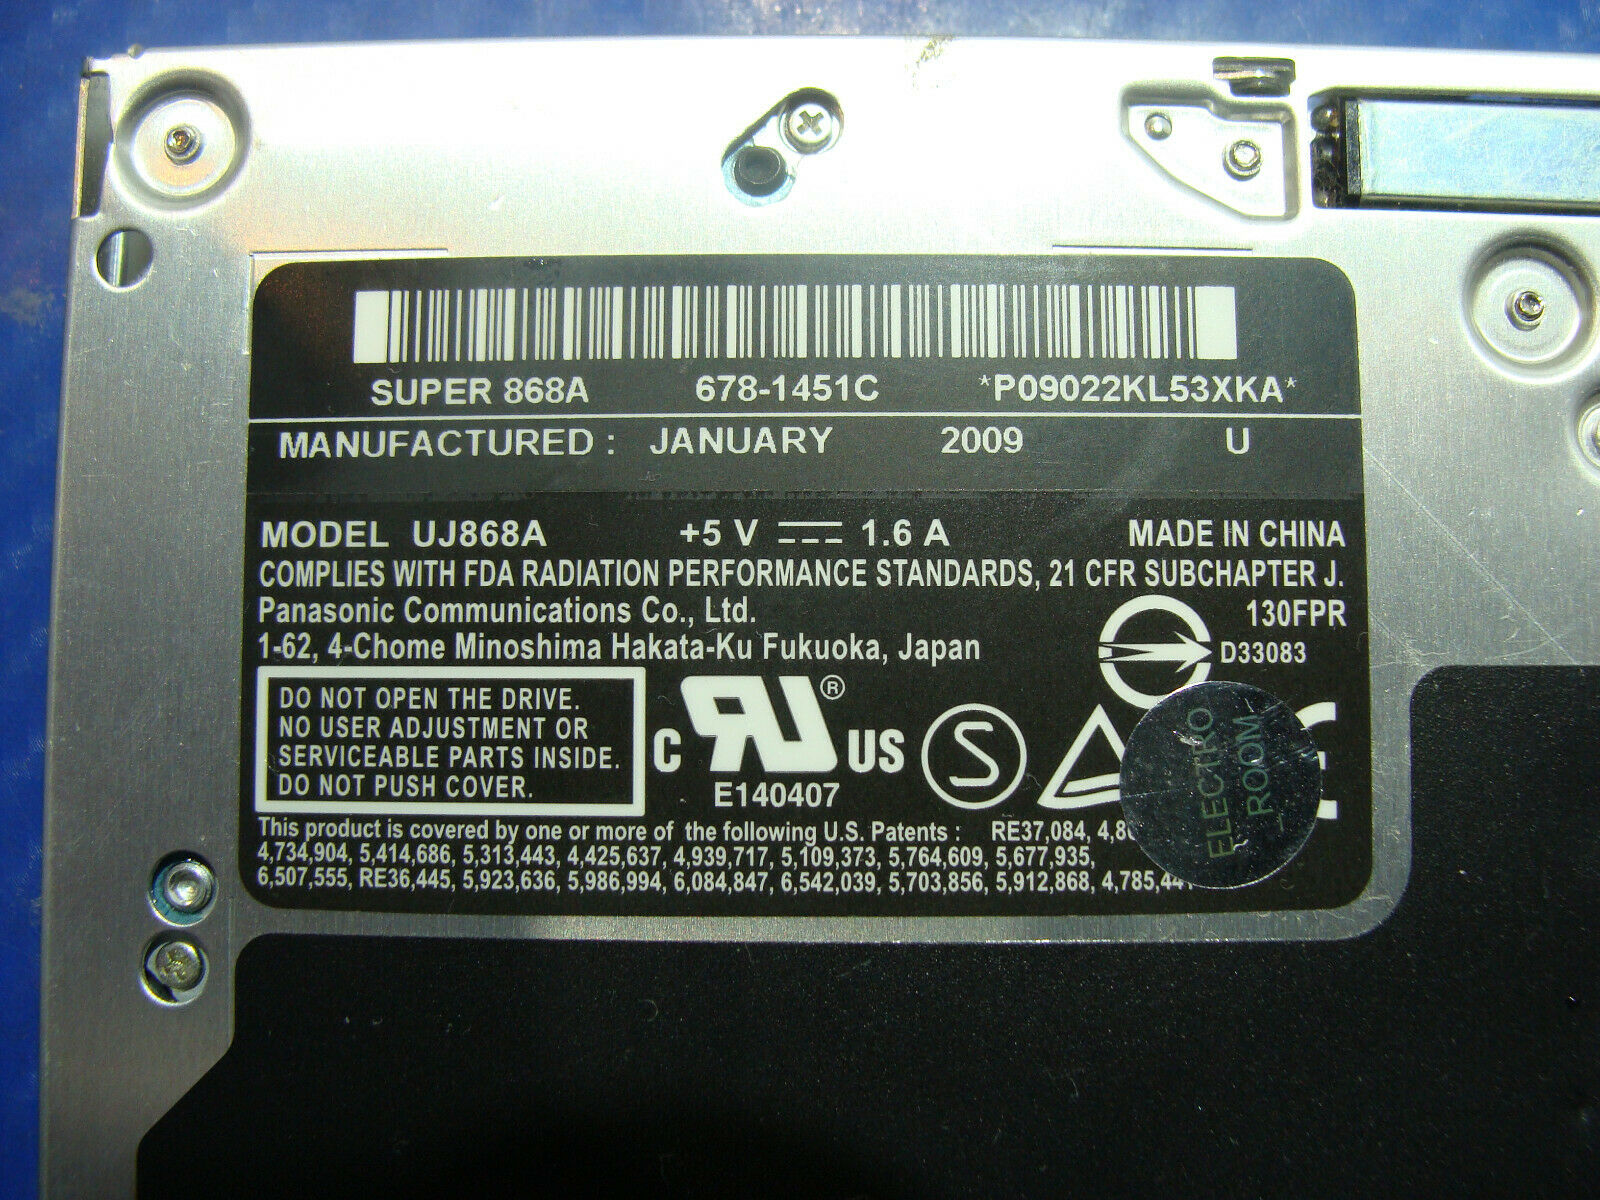 SUPER 868A 678-1451C *P09022KL53XKA*
MANUFACTURED : JANUARY 2009 U
MODEL UJ868A +5 V 1.6 A MADE IN CHINA
COMPLIES WITH FDA RADIATION PERFORMANCE STANDARDS, 21 CFR SUBCHAPTER J.
Panasonic Communications Co., Ltd. 130FPR
1-62, 4-Chome Minoshima Hakata-Ku Fukuoka, Japan D33083
DO NOT OPEN THE DRIVE.
NO USER ADJUSTMENT OR
SERVICEABLE PARTS INSIDE.
DO NOT PUSH COVER.
C RU® US S
E140407
ELECTRO
ROOM
This product is covered by one or more of the following U.S. Patents : RE37,084,
4,734,904, 5,414,686, 5,313,443, 4,425,637, 4,939,717, 5,109,373, 5,764,609, 5,677,935,
6,507,555, RE36,445, 5,923,636, 5,986,994, 6,084,847, 6,542,039, 5,703,856, 5,912,868,